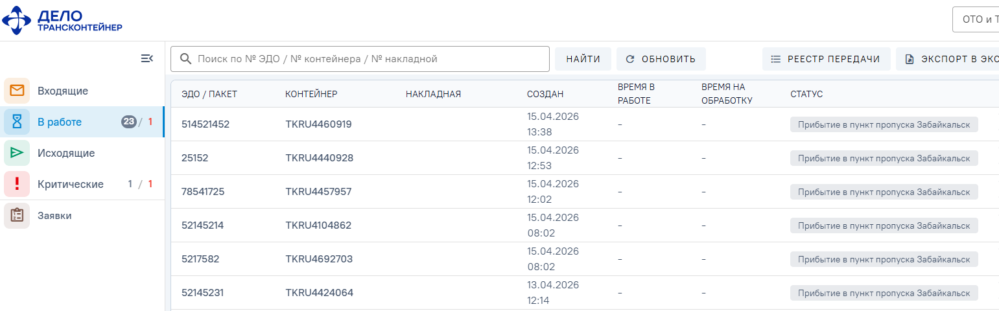 ДЕЛО
ТРАНСКОНТЕЙНЕР
ОТО и Т
Поиск по № ЭДО / № контейнера / № накладной
НАЙТИ
ОБНОВИТЬ
РЕЕСТР ПЕРЕДАЧИ
ЭКСПОРТ В ЭКС
Входящие
В работе 23 / 1
Исходящие
Критические 1 / 1
Заявки
ЭДО / ПАКЕТ КОНТЕЙНЕР НАКЛАДНАЯ СОЗДАН ВРЕМЯ В РАБОТЕ ВРЕМЯ НА ОБРАБОТКУ СТАТУС
514521452 TKRU4460919 15.04.2026 13:38 – – Прибытие в пункт пропуска Забайкальск
25152 TKRU4440928 15.04.2026 12:53 – – Прибытие в пункт пропуска Забайкальск
78541725 TKRU4457957 15.04.2026 12:02 – – Прибытие в пункт пропуска Забайкальск
52145214 TKRU4104862 15.04.2026 08:02 – – Прибытие в пункт пропуска Забайкальск
5217582 TKRU4692703 15.04.2026 08:02 – – Прибытие в пункт пропуска Забайкальск
52145231 TKRU4424064 13.04.2026 12:14 – – Прибытие в пункт пропуска Забайкальск